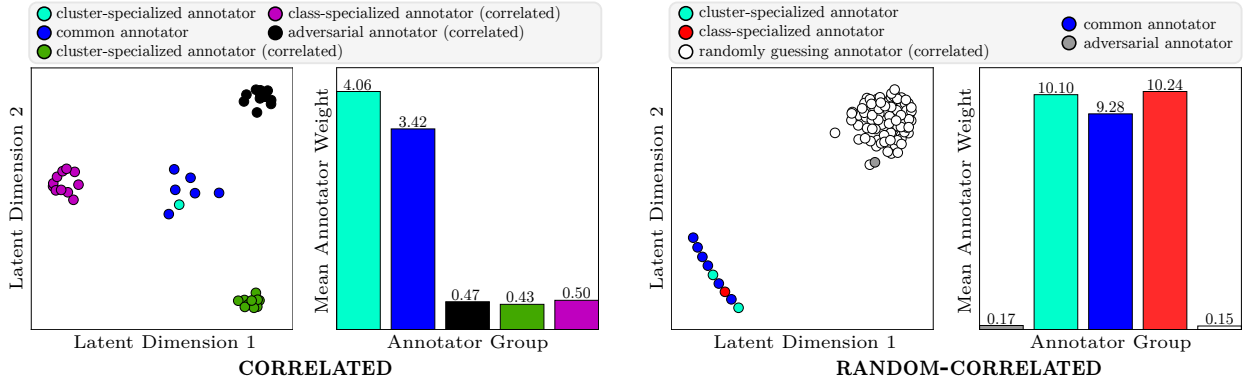 cluster-specialized annotator
common annotator
cluster-specialized annotator (correlated)
class-specialized annotator (correlated)
adversarial annotator (correlated)
Latent Dimension 2
Latent Dimension 1
Mean Annotator Weight
4.06
3.42
0.47
0.43
0.50
Annotator Group
CORRELATED
cluster-specialized annotator
class-specialized annotator
randomly guessing annotator (correlated)
common annotator
adversarial annotator
Latent Dimension 2
Latent Dimension 1
Mean Annotator Weight
0.17
10.10
9.28
10.24
0.15
Annotator Group
RANDOM-CORRELATED